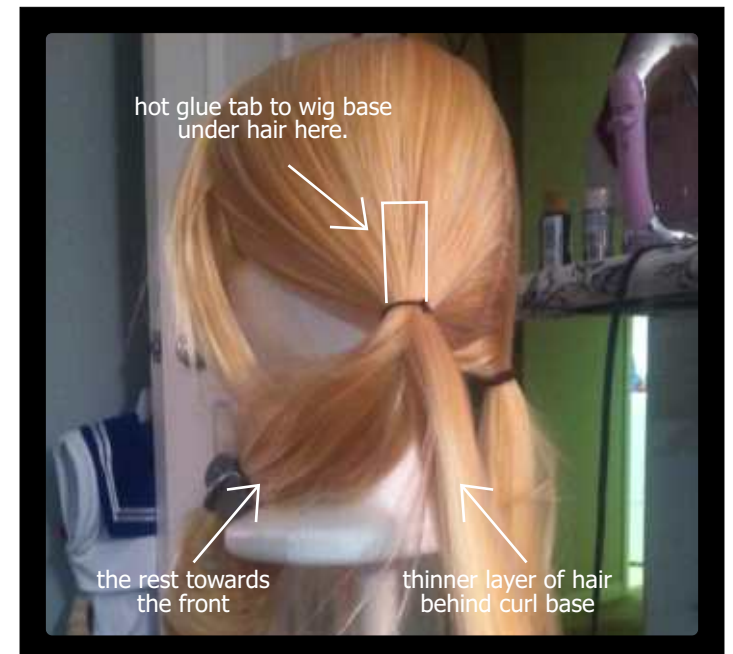 hot glue tab to wig base
under hair here.
the rest towards
the front
thinner layer of hair
behind curl base